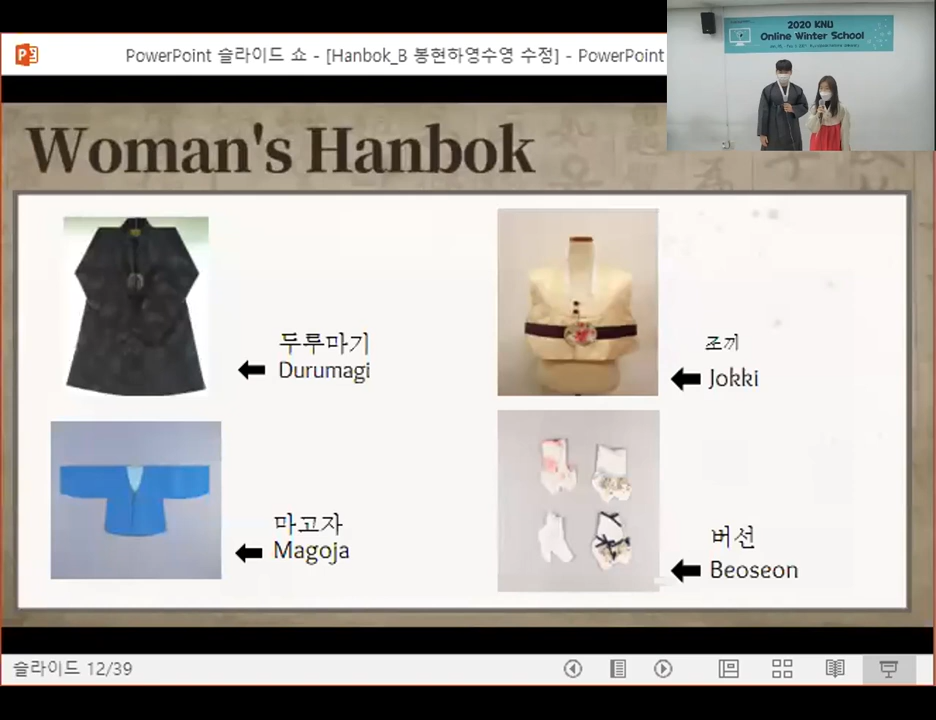 PowerPoint 슬라이드 쇼 - [Hanbok_B 봉현하영수영 수정] - PowerPoint
2020 KNU
Online Winter School
Woman's Hanbok
두루마기
Durumagi
조끼
Jokki
마고자
Magoja
버선
Beoseon
슬라이드 12/39